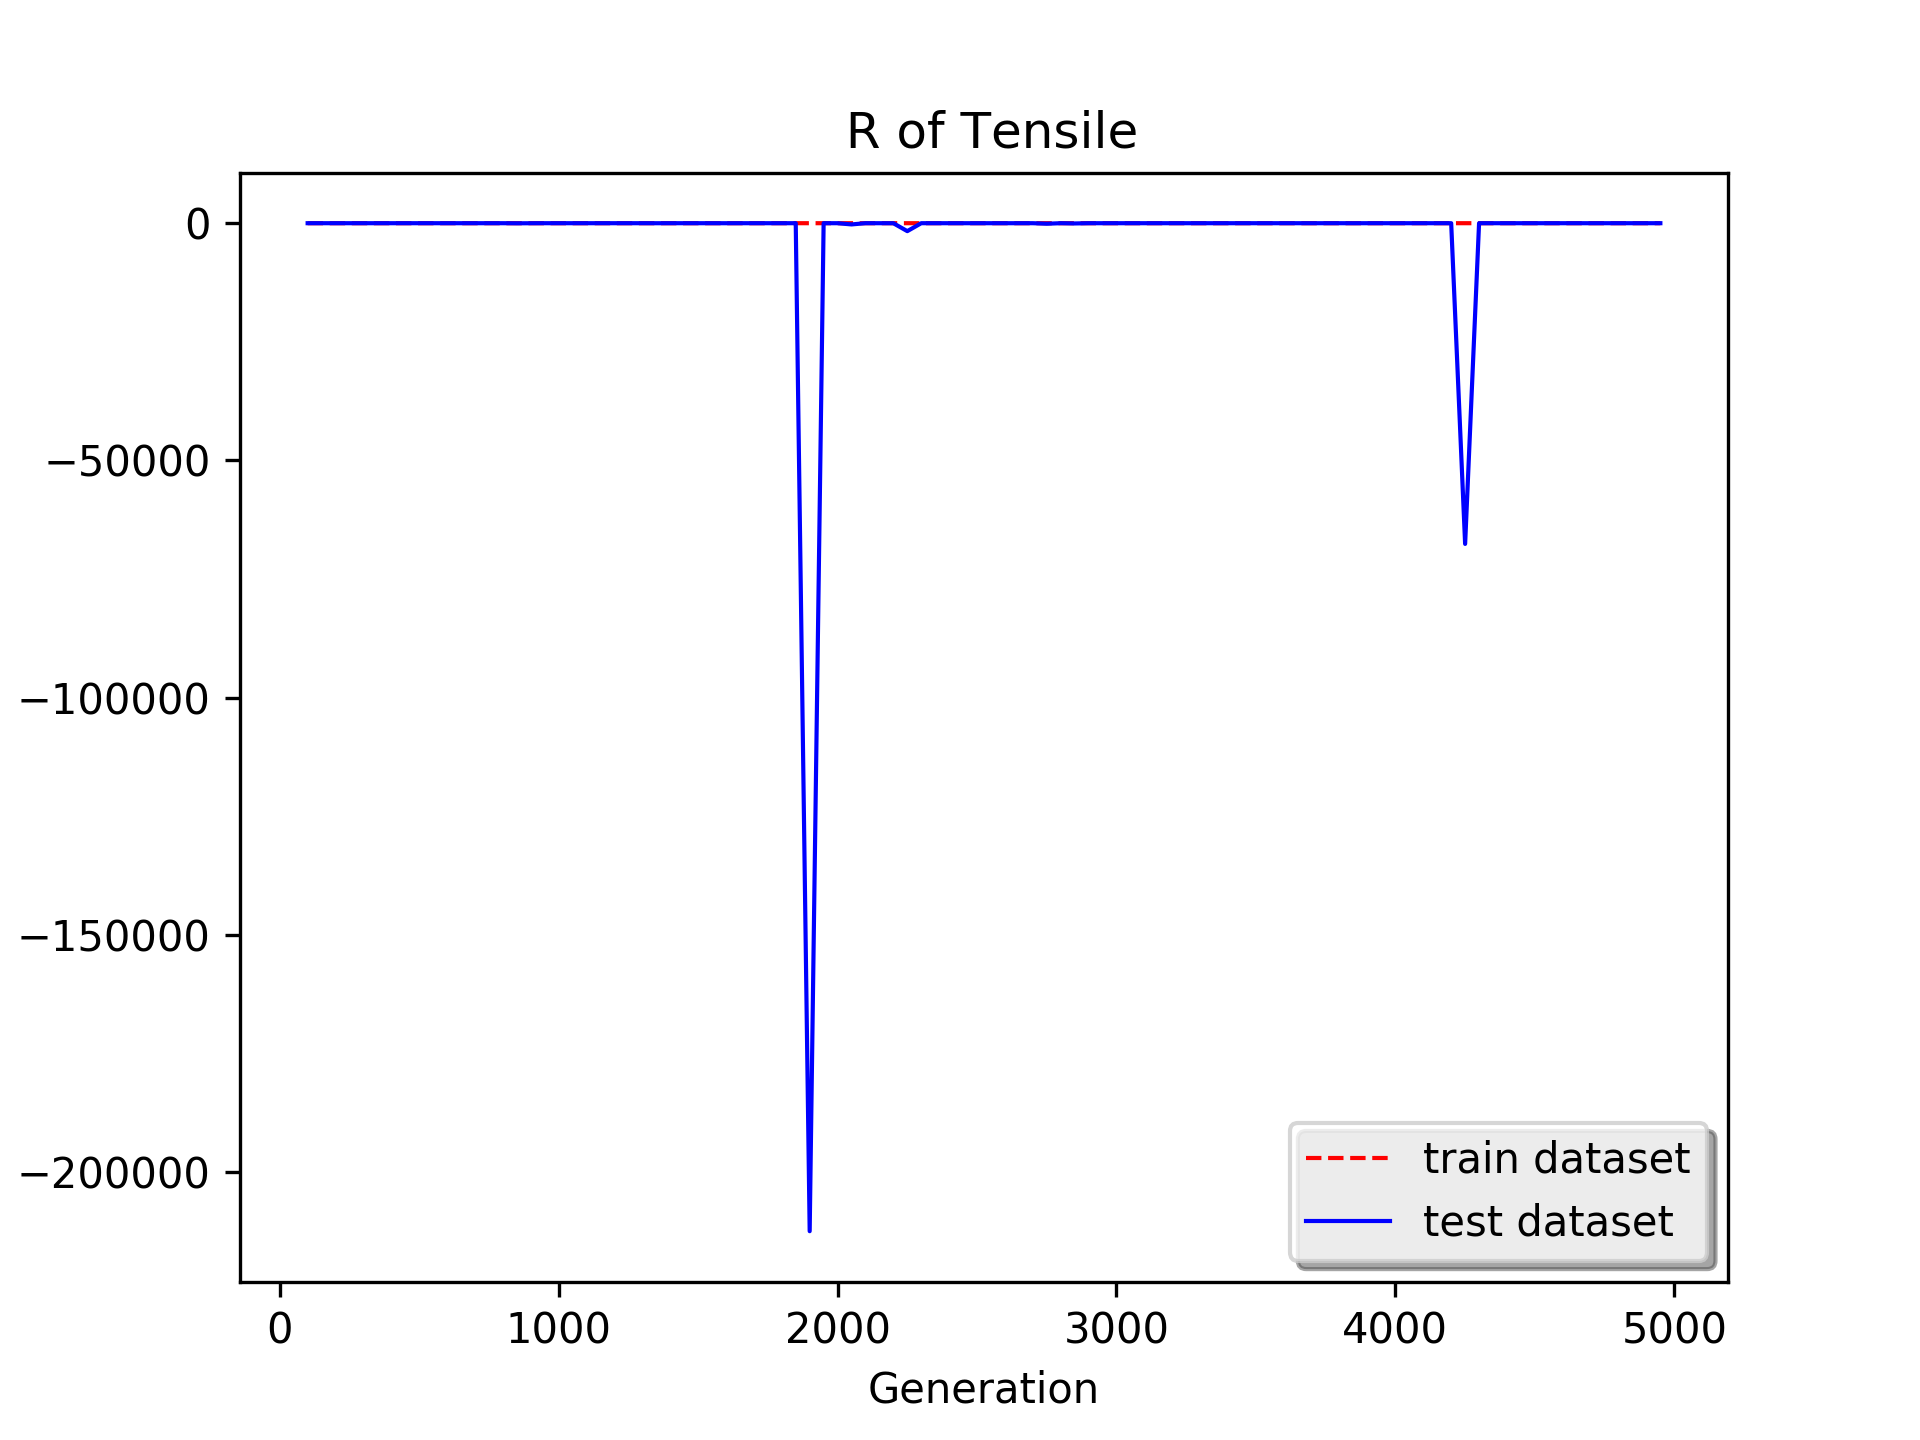 R of Tensile
0
−50000
−100000
−150000
−200000
train dataset
test dataset
0 1000 2000 3000 4000 5000
Generation